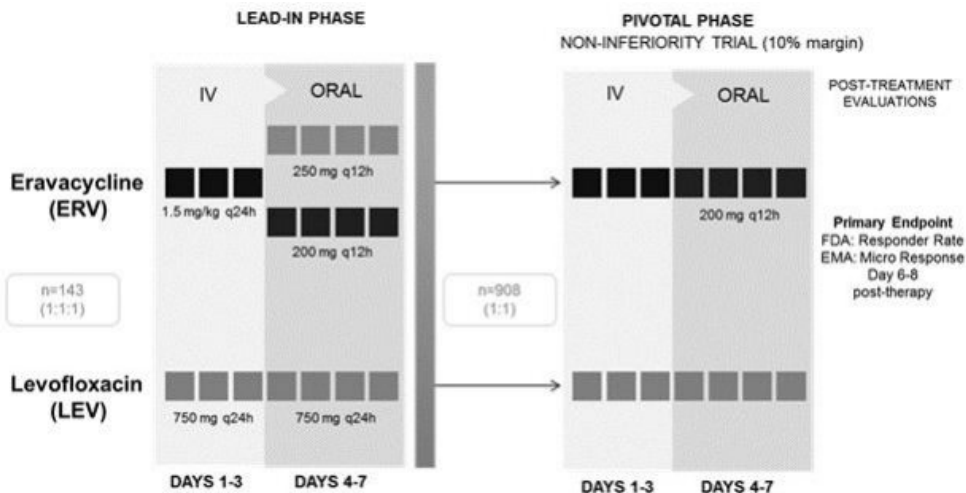 LEAD-IN PHASE
PIVOTAL PHASE
NON-INFERIORITY TRIAL (10% margin)
IV
ORAL
IV
ORAL
POST-TREATMENT
EVALUATIONS
Eravacycline
(ERV)
250 mg q12h
1.5 mg/kg q24h
200 mg q12h
200 mg q12h
Primary Endpoint
FDA: Responder Rate
EMA: Micro Response
Day 6-8
post-therapy
n=143
(1:1:1)
n=908
(1:1)
Levofloxacin
(LEV)
750 mg q24h
750 mg q24h
DAYS 1-3
DAYS 4-7
DAYS 1-3
DAYS 4-7